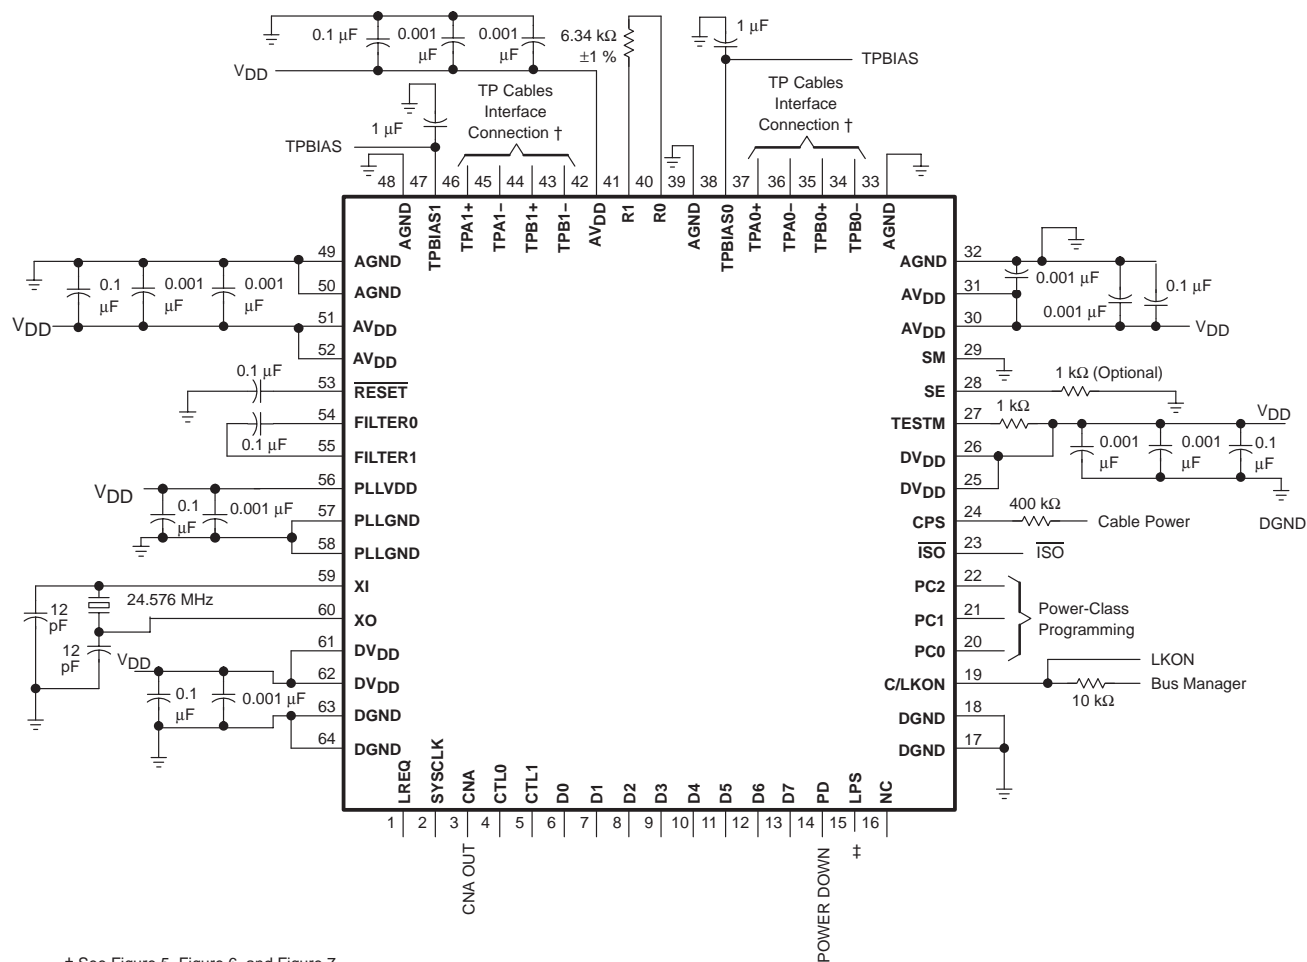 0.1 µF
0.001 µF
0.001 µF
6.34 kΩ
±1 %
1 µF
VDD
TPBIAS
TP Cables
Interface
Connection †
TP Cables
Interface
Connection †
1 µF
TPBIAS
48 47 46 45 44 43 42 41 40 39 38 37 36 35 34 33
AGND
TPBIAS1
TPA1+
TPA1−
TPB1+
TPB1−
AVDD
R1
R0
AGND
TPBIAS0
TPA0+
TPA0−
TPB0+
TPB0−
AGND
49 AGND
50 AGND
51 AVDD
52 AVDD
53 RESET
54 FILTER0
55 FILTER1
56 PLLVDD
57 PLLGND
58 PLLGND
59 XI
60 XO
61 DVDD
62 DVDD
63 DGND
64 DGND
0.1 µF
0.001 µF
0.001 µF
VDD
0.1 µF
0.1 µF
VDD
0.1 µF
0.001 µF
24.576 MHz
12 pF
12 pF
VDD
0.1 µF
0.001 µF
AGND 32
AVDD 31
AVDD 30
SM 29
SE 28
TESTM 27
DVDD 26
DVDD 25
CPS 24
ISO 23
PC2 22
PC1 21
PC0 20
C/LKON 19
DGND 18
DGND 17
0.001 µF
0.001 µF
0.1 µF
VDD
1 kΩ (Optional)
1 kΩ
VDD
0.001 µF
0.001 µF
0.1 µF
DGND
400 kΩ
Cable Power
ISO
Power-Class
Programming
LKON
Bus Manager
10 kΩ
LREQ
SYSCLK
CNA
CTL0
CTL1
D0
D1
D2
D3
D4
D5
D6
D7
PD
LPS
NC
1 2 3 4 5 6 7 8 9 10 11 12 13 14 15 16
CNA OUT
POWER DOWN
‡
† See Figure 5, Figure 6, and Figure 7